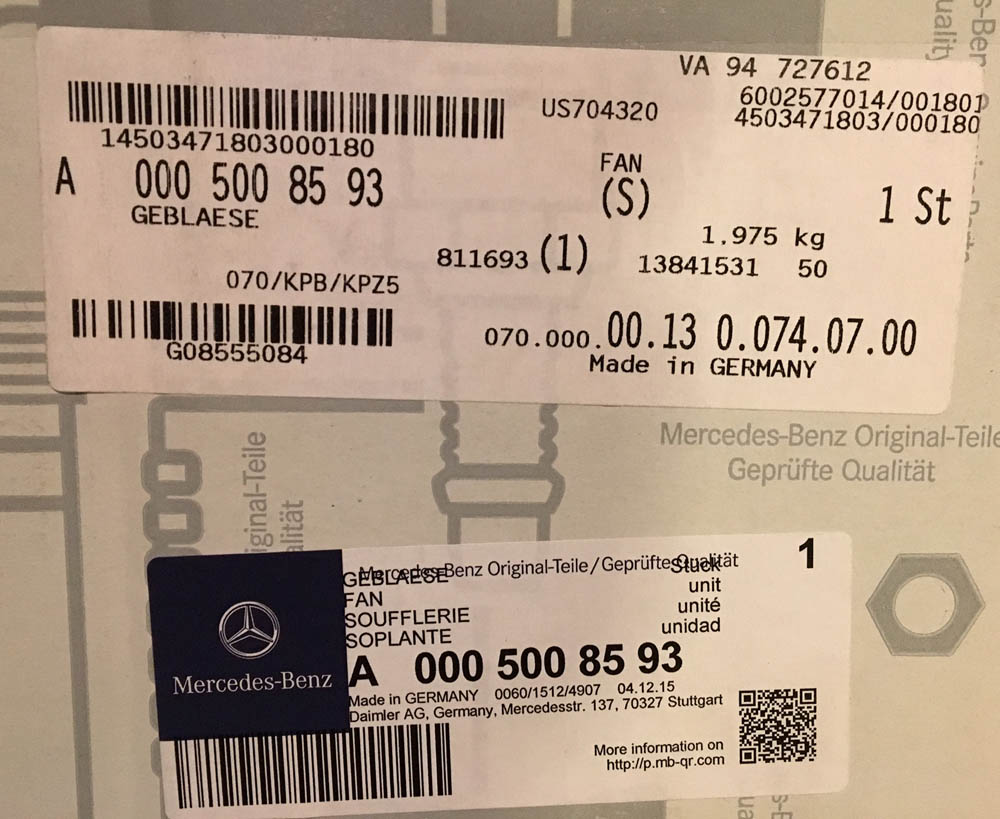 VA 94 727612
US704320
6002577014/001801
4503471803/000180
14503471803000180
A 000 500 85 93
GEBLAESE
FAN
(S)
1 St
811693 (1)
1.975 kg
13841531 50
070/KPB/KPZ5
G08555084
070.000.00.13 0.074.07.00
Made in GERMANY
Mercedes-Benz Original-Teile
Geprüfte Qualität
iginal-Teile
alität
s-Ber
uality
Mercedes-Benz Original-Teile/Geprüfte Qualität
1
GEBLAESE
Stück
FAN
unit
SOUFFLERIE
unité
SOPLANTE
unidad
A 000 500 85 93
Made in GERMANY 0060/1512/4907 04.12.15
Daimler AG, Germany, Mercedesstr. 137, 70327 Stuttgart
Mercedes-Benz
More information on
http://p.mb-qr.com